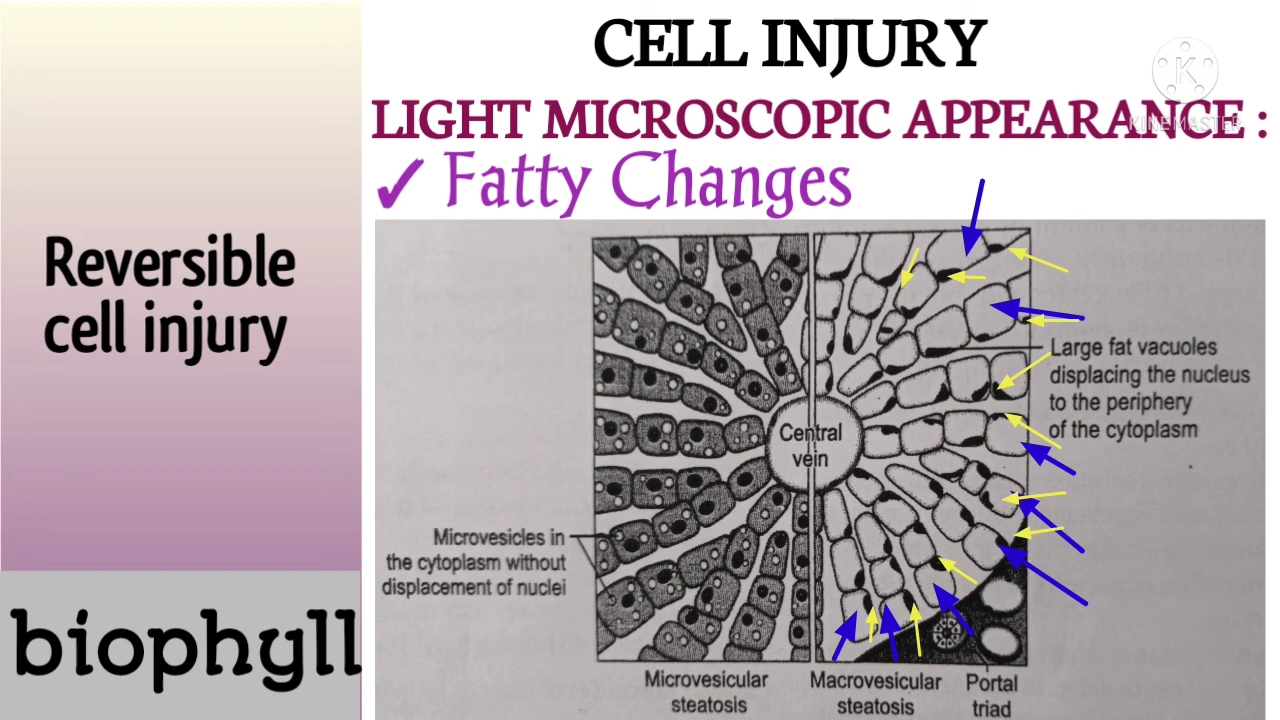 CELL INJURY
K
KINEMASTER
LIGHT MICROSCOPIC APPEARANCE :
✓ Fatty Changes
Reversible
cell injury
biophyll
Large fat vacuoles
displacing the nucleus
to the periphery
of the cytoplasm
Central
vein
Microvesicles in
the cytoplasm without
displacement of nuclei
Microvesicular
steatosis
Macrovesicular
steatosis
Portal
triad